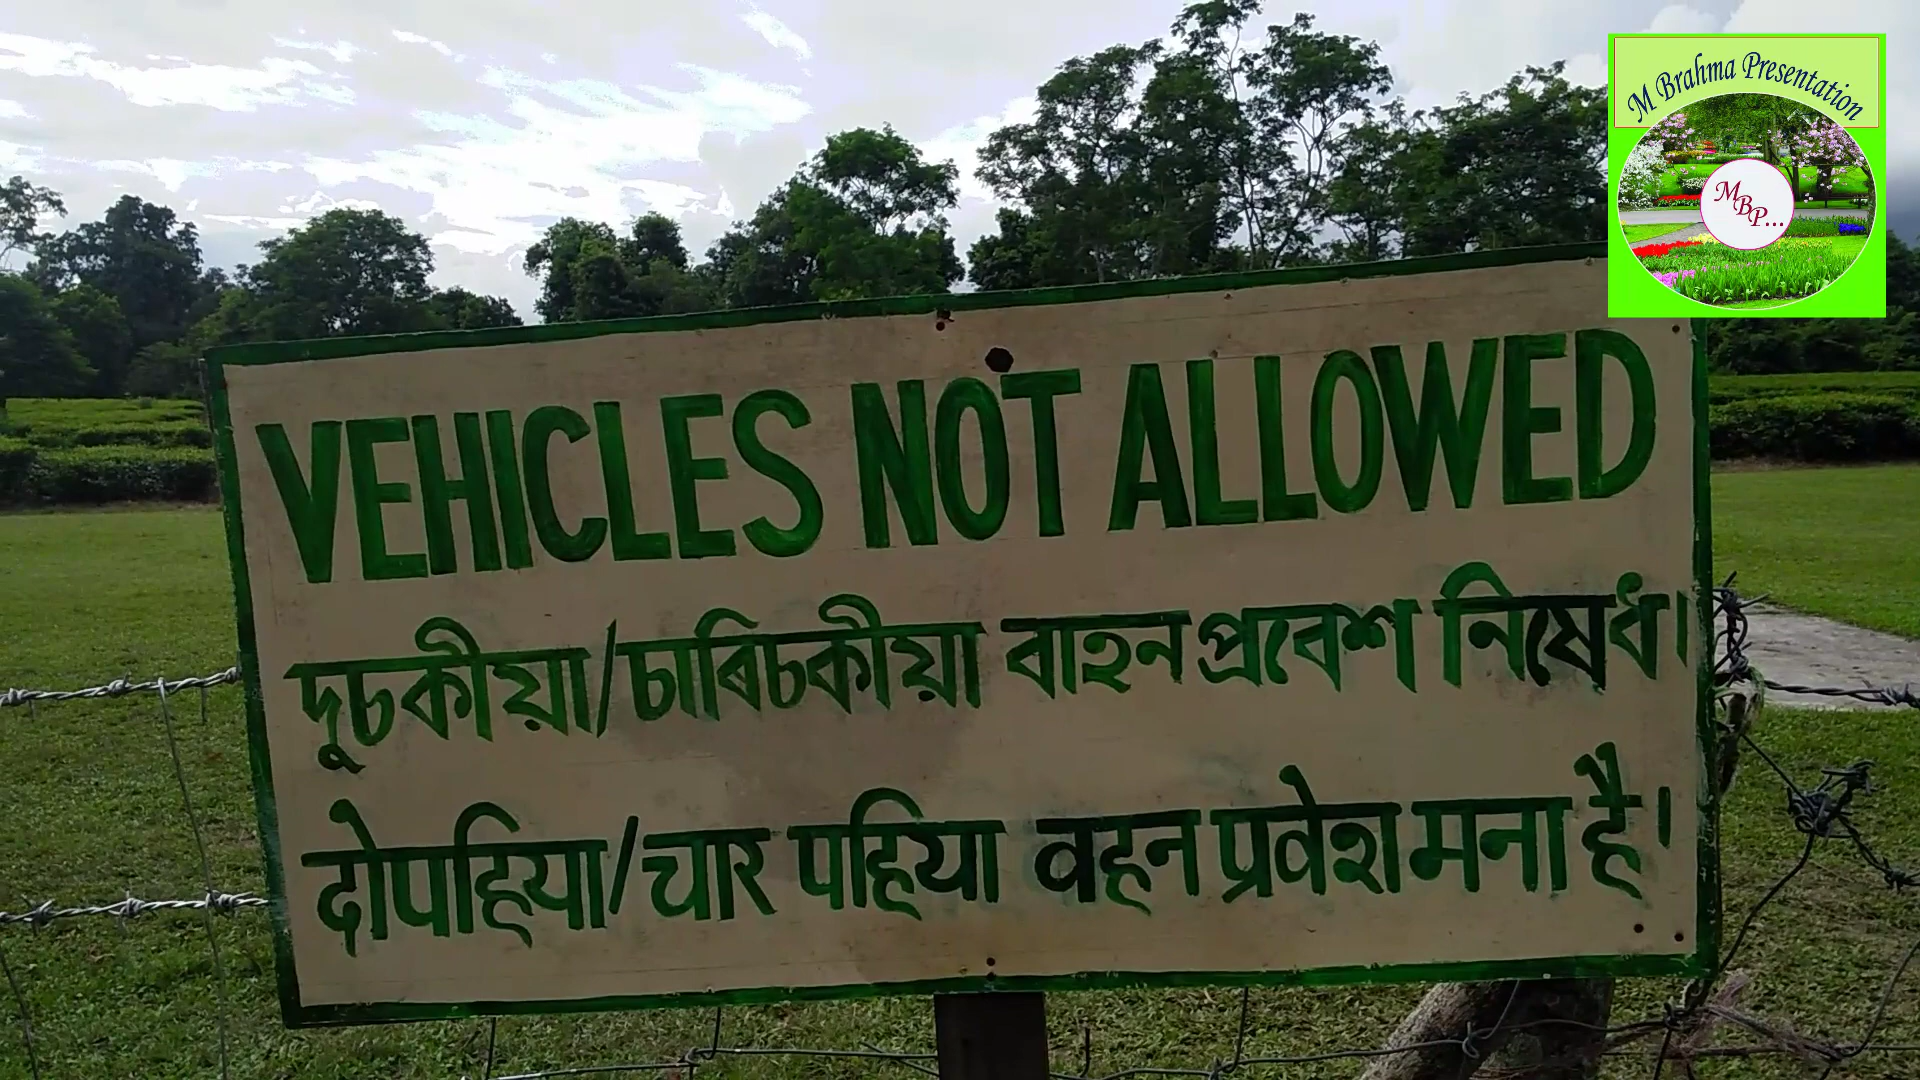 M Brahma Presentation
MBP...
VEHICLES NOT ALLOWED
দুচকীয়া/চাৰিচকীয়া বাহন প্ৰবেশ নিষেধ।
दोपहिया/चार पहिया वहन प्रवेश मना है।